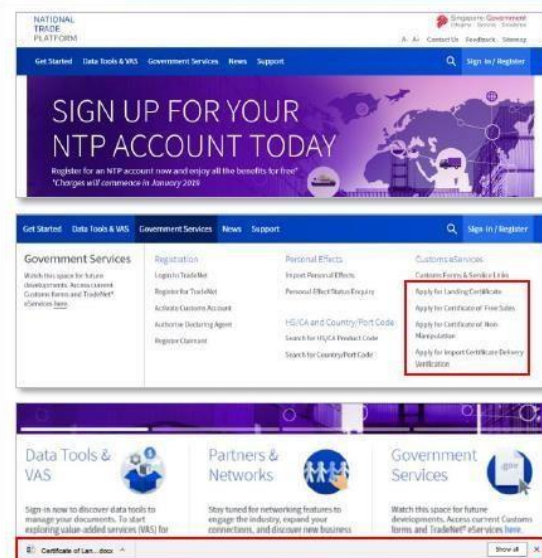 NATIONAL
TRADE
PLATFORM
Singapore Government
Integrity · Service · Excellence
A- A+ Contact Us Feedback Sitemap
Get Started Data Tools & VAS Government Services News Support Sign In / Register
SIGN UP FOR YOUR
NTP ACCOUNT TODAY
Register for an NTP account now and enjoy all the benefits for free*
*Charges will commence in January 2019
Get Started Data Tools & VAS Government Services News Support Sign In / Register
Government Services
Watch this space for future
developments. Access current
Customs forms and TradeNet®
eServices here.
Registration
Login to TradeNet
Register for TradeNet
Activate Customs Account
Authorise Declaring Agent
Register Claimant
Personal Effects
Import Personal Effects
Personal Effect Status Enquiry
HS/CA and Country/Port Code
Search for HS/CA Product Code
Search for Country/Port Code
Customs eServices
Customs Forms & Service Links
Apply for Landing Certificate
Apply for Certificate of Free Sales
Apply for Certificate of Non-
Manipulation
Apply for Import Certificate Delivery
Verification
Data Tools &
VAS
Sign-in now to discover data tools to
manage your documents. To start
exploring value-added services (VAS) for
Partners &
Networks
Stay tuned for networking features to
engage the industry, expand your
connections, and discover new business
Government
Services
.gov
Watch this space for future
developments. Access current Customs
forms and TradeNet® eServices here.
Certificate of Lan....docx
Show all